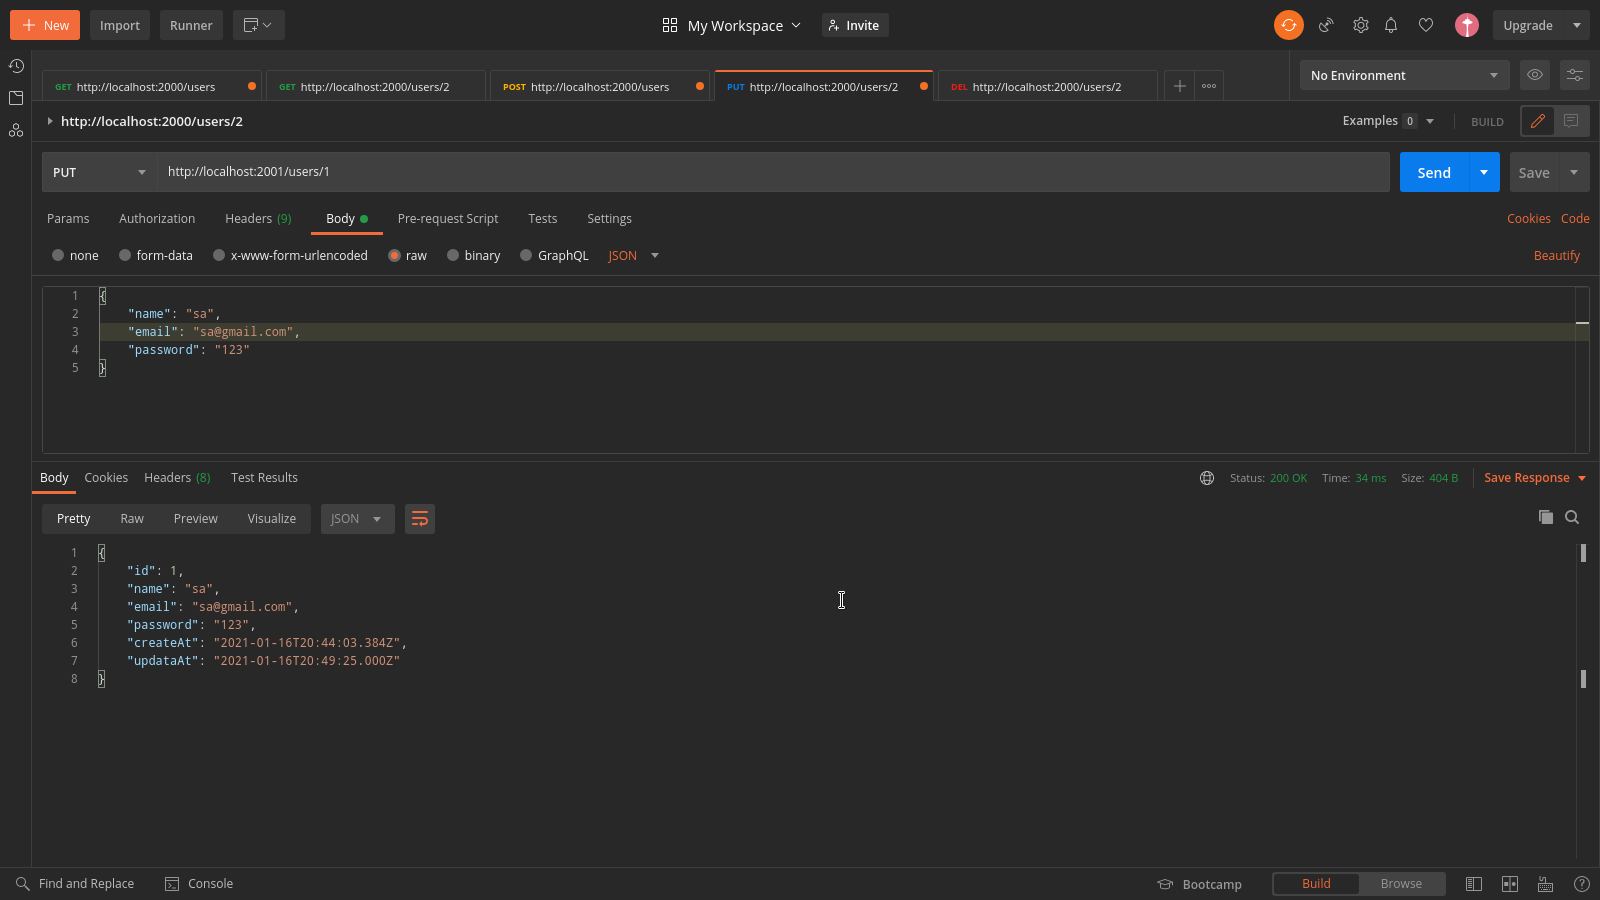 New Import Runner My Workspace Invite Upgrade
GET http://localhost:2000/users GET http://localhost:2000/users/2 POST http://localhost:2000/users PUT http://localhost:2000/users/2 DEL http://localhost:2000/users/2 No Environment
http://localhost:2000/users/2 Examples 0 BUILD
PUT http://localhost:2001/users/1 Send Save
Params Authorization Headers (9) Body Pre-request Script Tests Settings Cookies Code
none form-data x-www-form-urlencoded raw binary GraphQL JSON Beautify
1 {
2 "name": "sa",
3 "email": "sa@gmail.com",
4 "password": "123"
5 }
Body Cookies Headers (8) Test Results Status: 200 OK Time: 34 ms Size: 404 B Save Response
Pretty Raw Preview Visualize JSON
1 {
2 "id": 1,
3 "name": "sa",
4 "email": "sa@gmail.com",
5 "password": "123",
6 "createAt": "2021-01-16T20:44:03.384Z",
7 "updataAt": "2021-01-16T20:49:25.000Z"
8 }
Find and Replace Console Bootcamp Build Browse